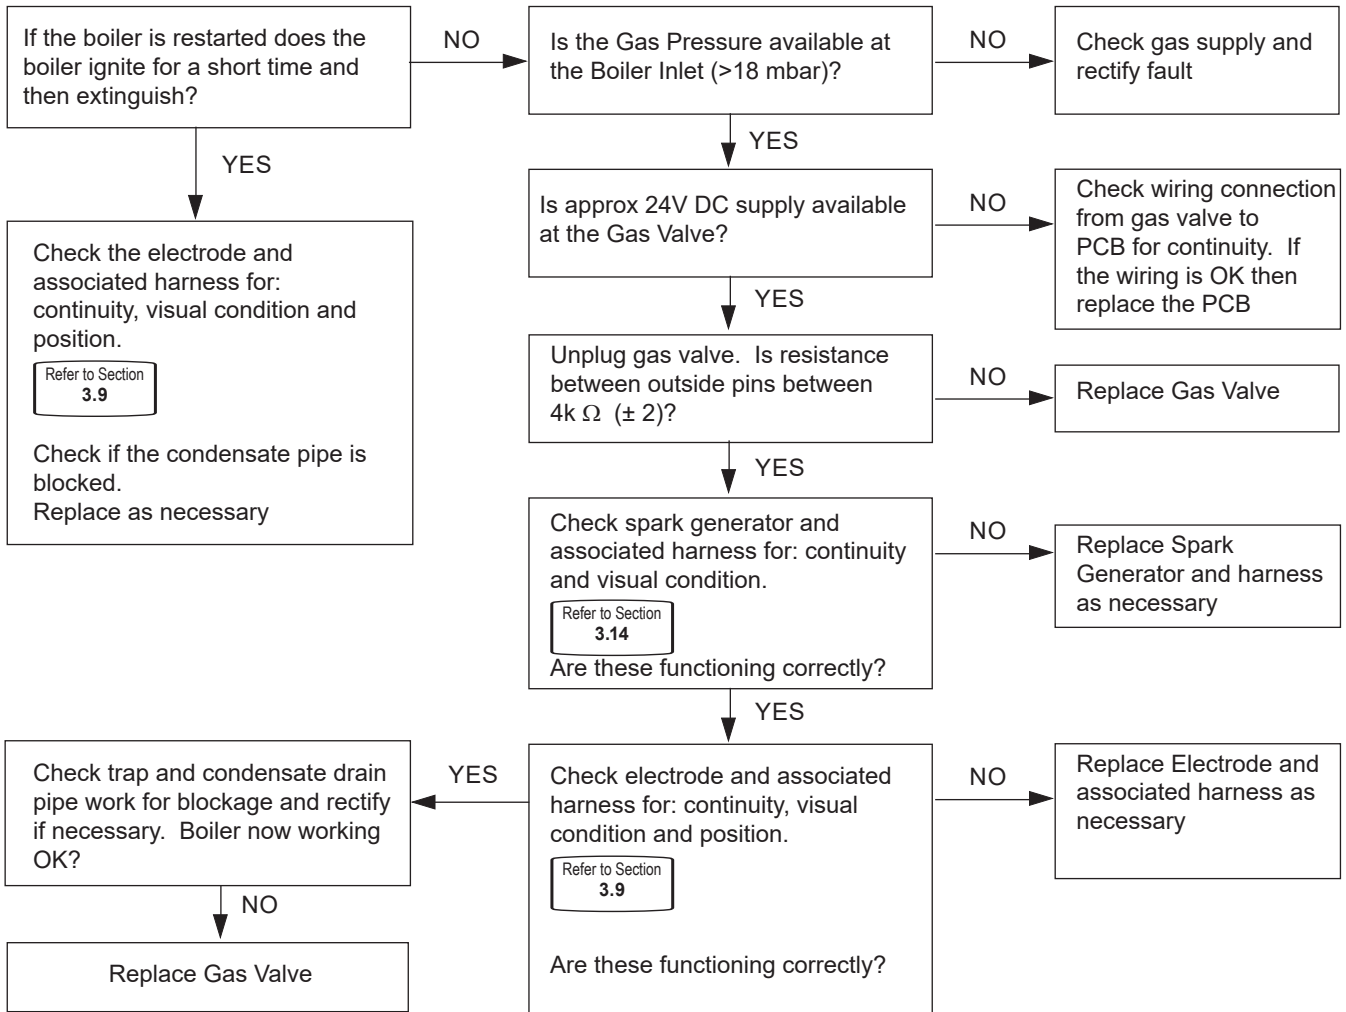 If the boiler is restarted does the
boiler ignite for a short time and
then extinguish?
NO
Is the Gas Pressure available at
the Boiler Inlet (>18 mbar)?
NO
Check gas supply and
rectify fault
YES
YES
Check the electrode and
associated harness for:
continuity, visual condition and
position.
Refer to Section
3.9
Check if the condensate pipe is
blocked.
Replace as necessary
Is approx 24V DC supply available
at the Gas Valve?
NO
Check wiring connection
from gas valve to
PCB for continuity. If
the wiring is OK then
replace the PCB
YES
Unplug gas valve. Is resistance
between outside pins between
4k Ω (± 2)?
NO
Replace Gas Valve
YES
Check spark generator and
associated harness for: continuity
and visual condition.
Refer to Section
3.14
Are these functioning correctly?
NO
Replace Spark
Generator and harness
as necessary
YES
Check electrode and associated
harness for: continuity, visual
condition and position.
Refer to Section
3.9
Are these functioning correctly?
NO
Replace Electrode and
associated harness as
necessary
YES
Check trap and condensate drain
pipe work for blockage and rectify
if necessary. Boiler now working
OK?
NO
Replace Gas Valve